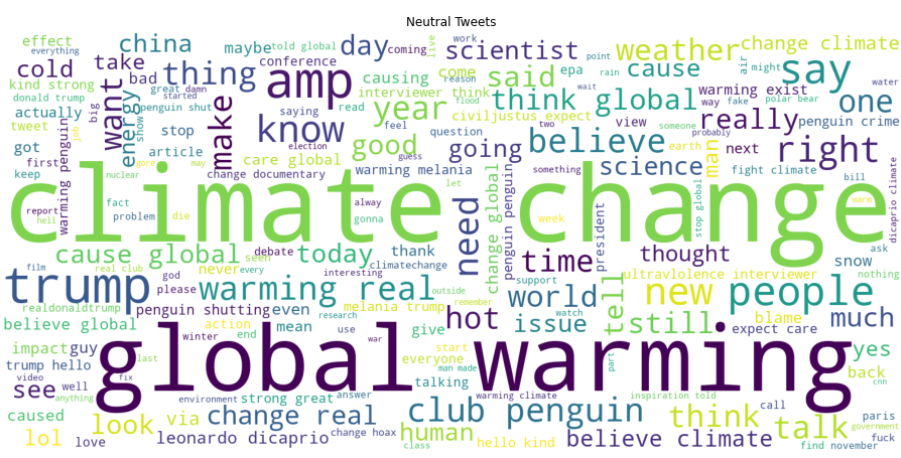 Neutral Tweets
effect
everything
china
maybe
told global
day
coming
live
work
scientist
point
weather
change climate
cold
take
thing
conference
amp
causing
come
said
epa
rain
cause
air
might
say
kind strong
bad
great damn
interviewer think
reason
think global
warming exist
water
donald trump
big
want
energy
started
penguin shut
saying
read
year
flood
wait
way
fake
polar bear
one
actually
snow
make
know
feel
civiljustus expect
view
really
someone
penguin crime
tweet
job
stop
election
good
question
two
believe
earth
man
probably
right
got
article
care global
guess
going
science
next
first
warming penguin
gore
may
change documentary
warming melania
something
fight climate
keep
nuclear
let
bill
climate change
fact
alway
need
change global
penguin penguin
week
president
stop global
warm
dicaprio climate
report
problem
die
gonna
hell
cause global
seen
debate
today
thank
time
thought
ask
film
real club
never
every
climatechange
snow
god
interesting
support
ultravlolence interviewer
nothing
trump
please
warming real
outside
world
tell
new
people
realdonaldtrump
penguin shutting
even
melania trump
remember
watch
blame
believe global
action
research
mean
give
hot
issue
still
expect care
much
winter
end
use
impact
guy
global warming
war
start
everyone
man made
part
yes
trump hello
last
talking
back
video
fix
cnn
see
well
anything
environment
strong great
answer
warming climate
inspiration told
caused
look
via
change real
club penguin
think
call
paris
talk
government
lol
love
leonardo dicaprio
change hoax
human
class
hello kind
believe climate
find november
fuck